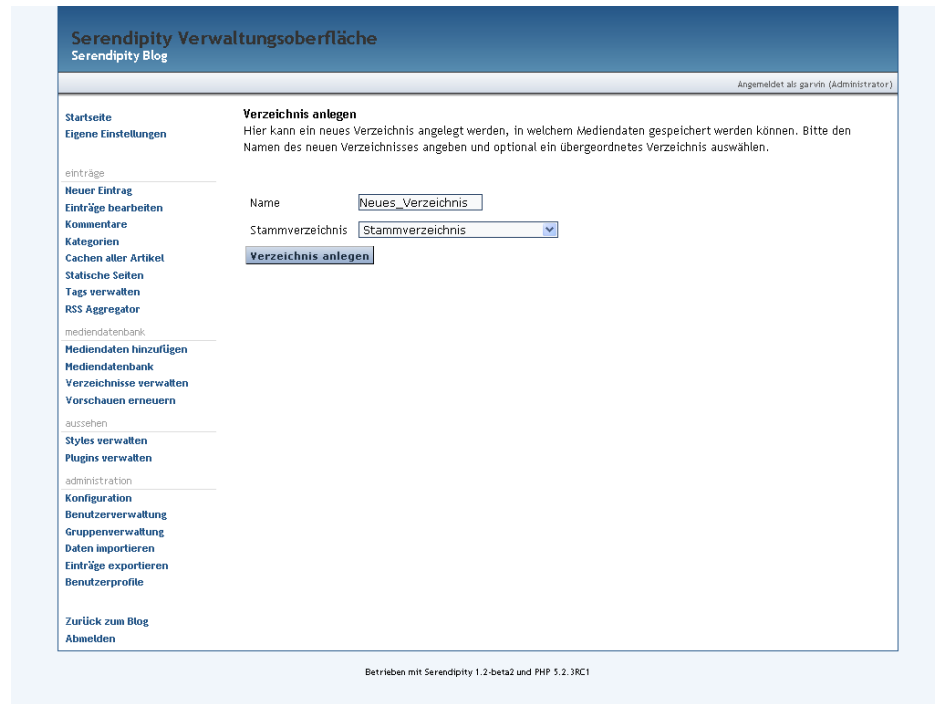 Serendipity Verwaltungsoberfläche
Serendipity Blog
Angemeldet als garvin (Administrator)
Startseite
Eigene Einstellungen
einträge
Neuer Eintrag
Einträge bearbeiten
Kommentare
Kategorien
Cachen aller Artikel
Statische Seiten
Tags verwalten
RSS Aggregator
mediendatenbank
Mediendaten hinzufügen
Mediendatenbank
Verzeichnisse verwalten
Vorschauen erneuern
aussehen
Styles verwalten
Plugins verwalten
administration
Konfiguration
Benutzerverwaltung
Gruppenverwaltung
Daten importieren
Einträge exportieren
Benutzerprofile
Zurück zum Blog
Abmelden
Verzeichnis anlegen
Hier kann ein neues Verzeichnis angelegt werden, in welchem Mediendaten gespeichert werden können. Bitte den
Namen des neuen Verzeichnisses angeben und optional ein übergeordnetes Verzeichnis auswählen.
Name Neues_Verzeichnis
Stammverzeichnis Stammverzeichnis
Verzeichnis anlegen
Betrieben mit Serendipity 1.2-beta2 und PHP 5.2.3RC1